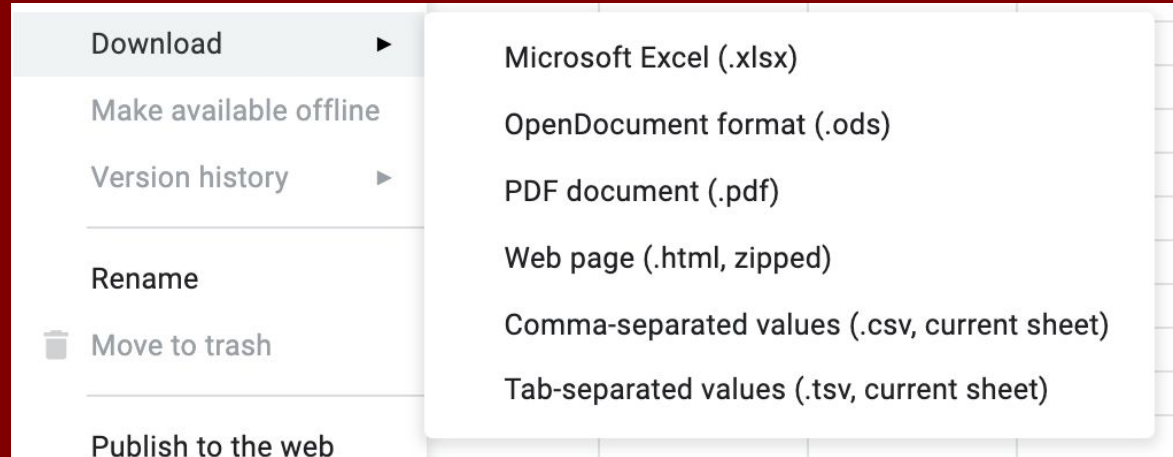 Download
Make available offline
Version history
Rename
Move to trash
Publish to the web
Microsoft Excel (.xlsx)
OpenDocument format (.ods)
PDF document (.pdf)
Web page (.html, zipped)
Comma-separated values (.csv, current sheet)
Tab-separated values (.tsv, current sheet)